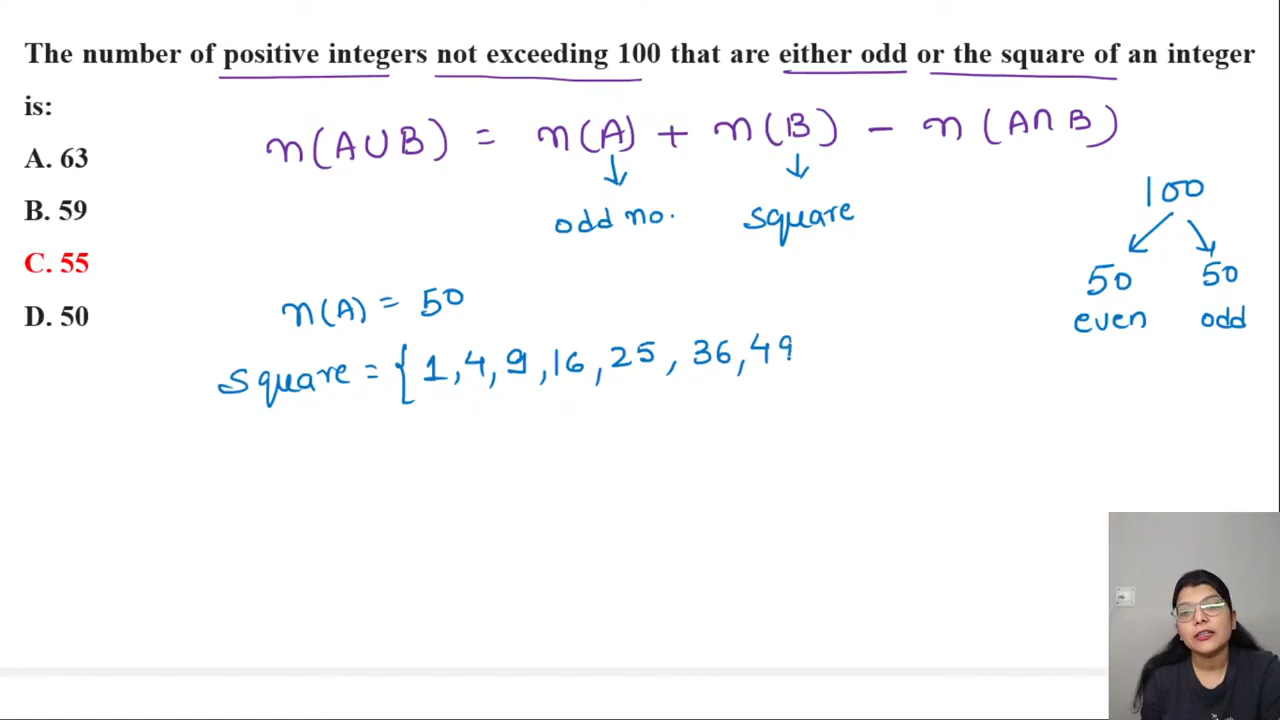 The number of positive integers not exceeding 100 that are either odd or the square of an integer
is:
n(A∪B) = n(A) + n(B) - n(A∩B)
A. 63
↓ ↓
odd no. square
100
B. 59
50 50
even odd
C. 55
n(A) = 50
D. 50
Square = {1,4,9,16,25,36,49